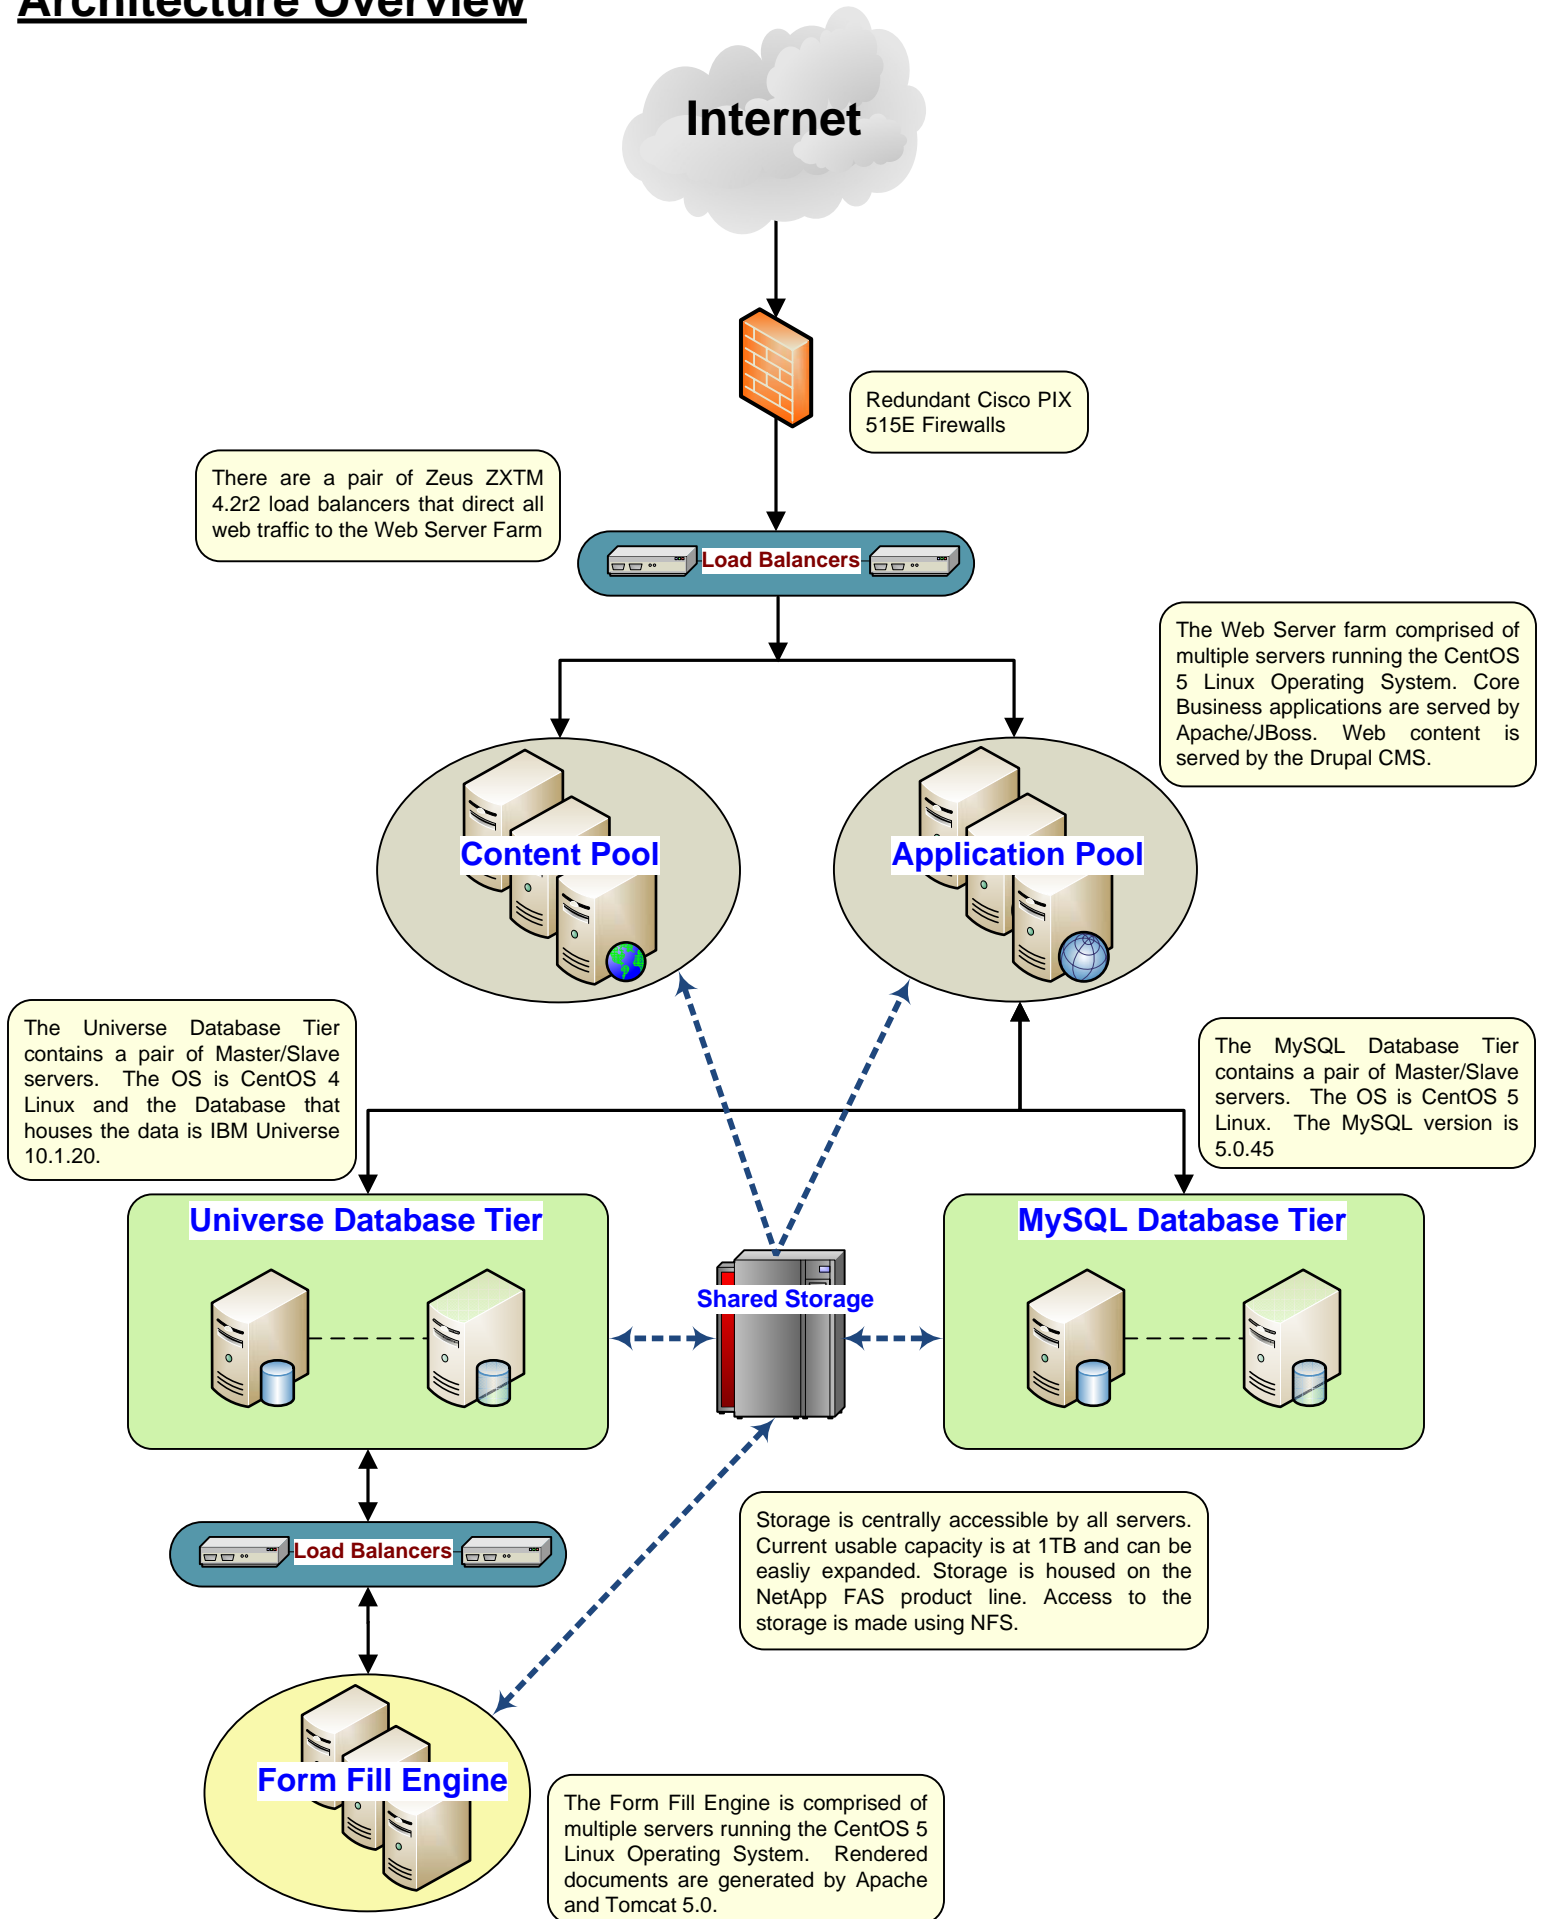 Architecture Overview
Internet
Redundant Cisco PIX
515E Firewalls
There are a pair of Zeus ZXTM
4.2r2 load balancers that direct all
web traffic to the Web Server Farm
Load Balancers
The Web Server farm comprised of
multiple servers running the CentOS
5 Linux Operating System. Core
Business applications are served by
Apache/JBoss. Web content is
served by the Drupal CMS.
Content Pool
Application Pool
The Universe Database Tier
contains a pair of Master/Slave
servers. The OS is CentOS 4
Linux and the Database that
houses the data is IBM Universe
10.1.20.
The MySQL Database Tier
contains a pair of Master/Slave
servers. The OS is CentOS 5
Linux. The MySQL version is
5.0.45
Universe Database Tier
MySQL Database Tier
Shared Storage
Storage is centrally accessible by all servers.
Current usable capacity is at 1TB and can be
easliy expanded. Storage is housed on the
NetApp FAS product line. Access to the
storage is made using NFS.
Load Balancers
Form Fill Engine
The Form Fill Engine is comprised of
multiple servers running the CentOS 5
Linux Operating System. Rendered
documents are generated by Apache
and Tomcat 5.0.